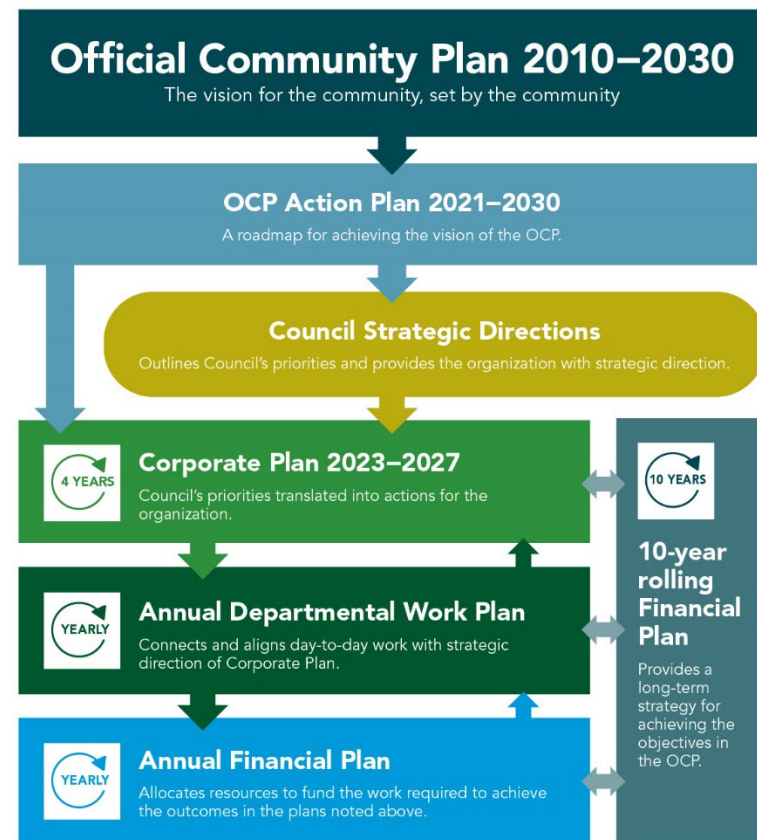 Official Community Plan 2010–2030
The vision for the community, set by the community
OCP Action Plan 2021–2030
A roadmap for achieving the vision of the OCP.
Council Strategic Directions
Outlines Council's priorities and provides the organization with strategic direction.
4 YEARS
Corporate Plan 2023–2027
Council's priorities translated into actions for the
organization.
YEARLY
Annual Departmental Work Plan
Connects and aligns day-to-day work with strategic
direction of Corporate Plan.
YEARLY
Annual Financial Plan
Allocates resources to fund the work required to achieve
the outcomes in the plans noted above.
10 YEARS
10-year
rolling
Financial
Plan
Provides a
long-term
strategy for
achieving the
objectives in
the OCP.